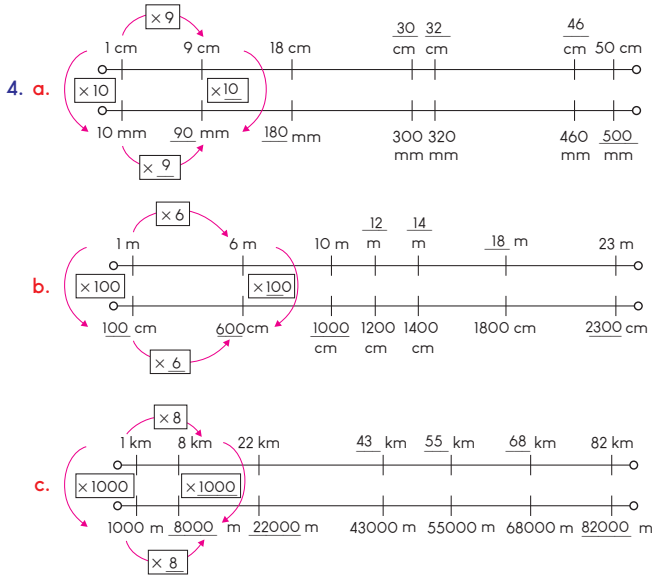 × 9
30 32 46
1 cm 9 cm 18 cm cm cm cm 50 cm
4. a. × 10 × 10
10 mm 90 mm 180 mm 300 320 460 500
mm mm mm mm
× 9
× 6
12 14
1 m 6 m 10 m m m 18 m 23 m
b. × 100 × 100
100 cm 600cm 1000 1200 1400 1800 cm 2300 cm
cm cm cm
× 6
× 8
1 km 8 km 22 km 43 km 55 km 68 km 82 km
c. × 1000 × 1000
1000 m 8000 m 22000 m 43000 m 55000 m 68000 m 82000 m
× 8